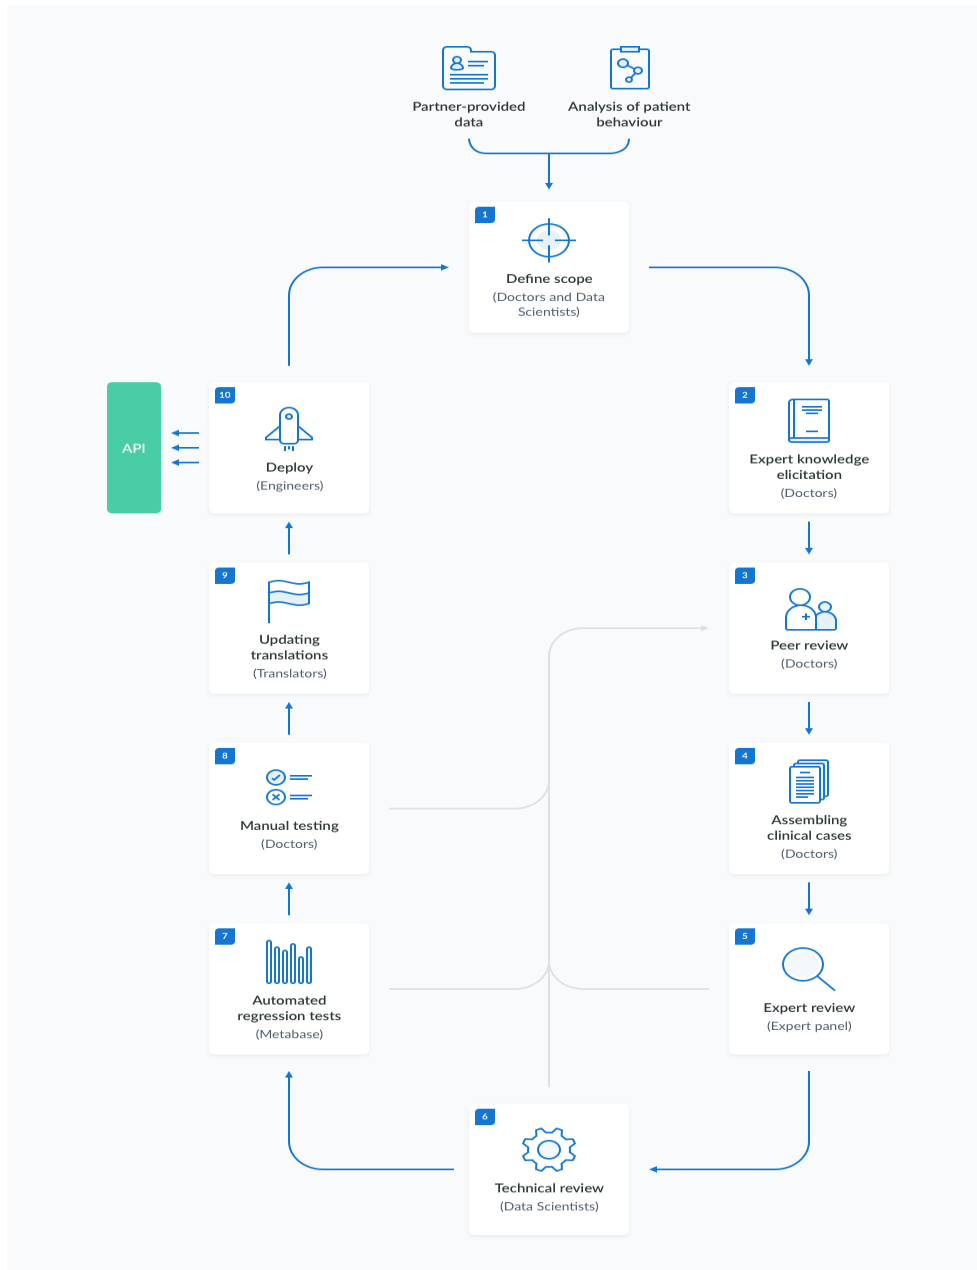 Partner-provided
data
Analysis of patient
behaviour
1
Define scope
(Doctors and Data
Scientists)
2
Expert knowledge
elicitation
(Doctors)
3
Peer review
(Doctors)
4
Assembling
clinical cases
(Doctors)
5
Expert review
(Expert panel)
6
Technical review
(Data Scientists)
7
Automated
regression tests
(Metabase)
8
Manual testing
(Doctors)
9
Updating
translations
(Translators)
10
Deploy
(Engineers)
API